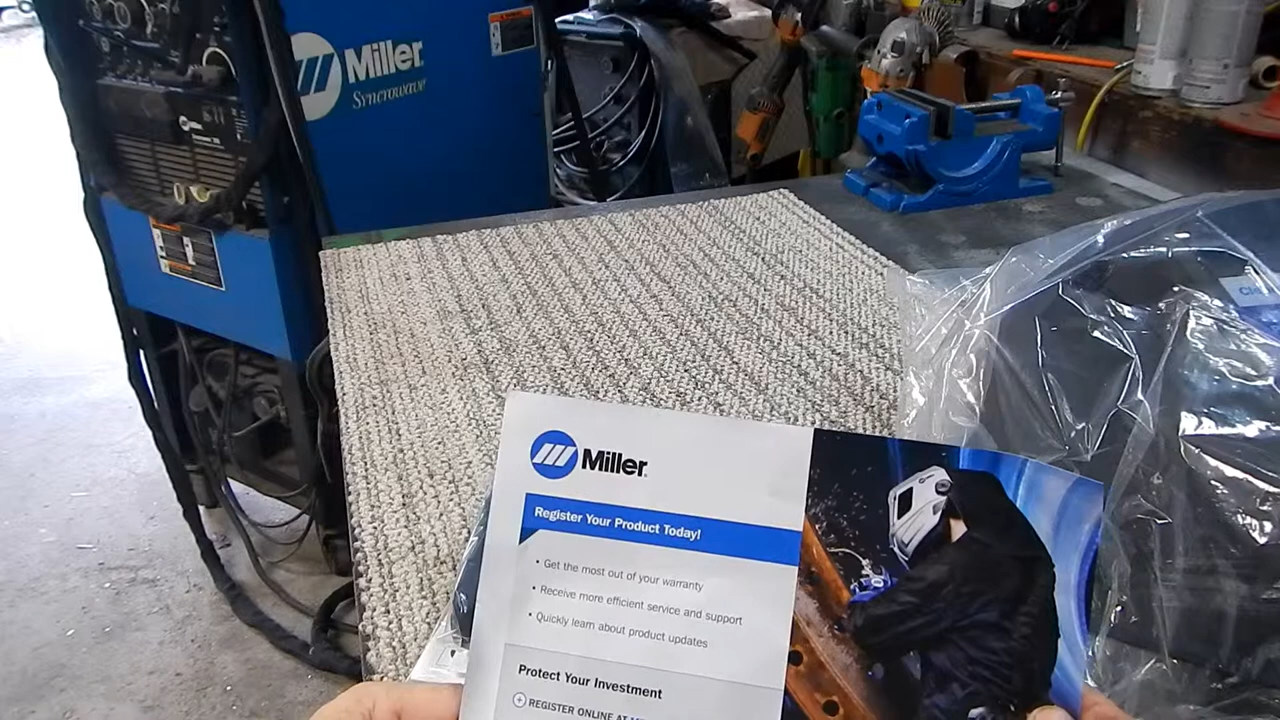 Miller
Syncrowave
Miller
Register Your Product Today!
• Get the most out of your warranty
• Receive more efficient service and support
• Quickly learn about product updates
Protect Your Investment
REGISTER ONLINE AT